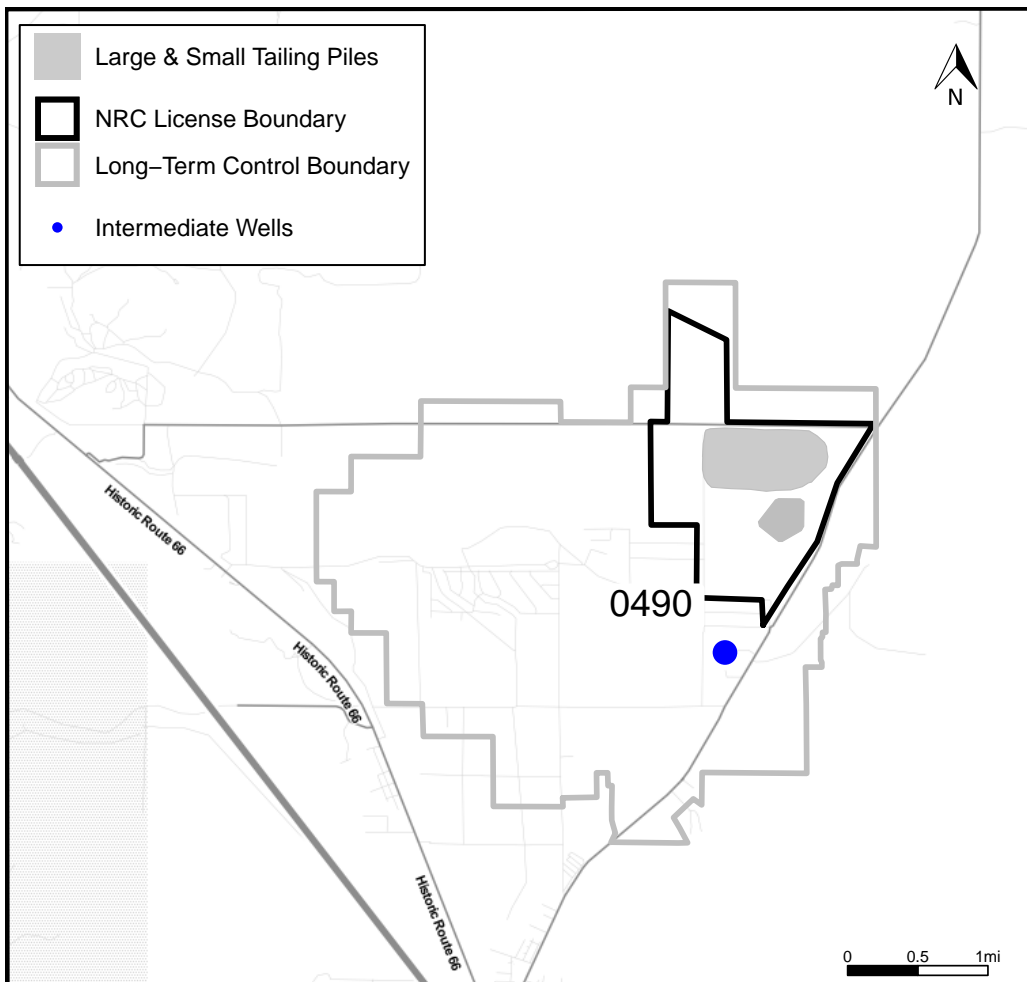 Large & Small Tailing Piles
NRC License Boundary
Long−Term Control Boundary
Intermediate Wells
N
Historic Route 66
0490
Historic Route 66
Historic Route 66
0 0.5 1mi